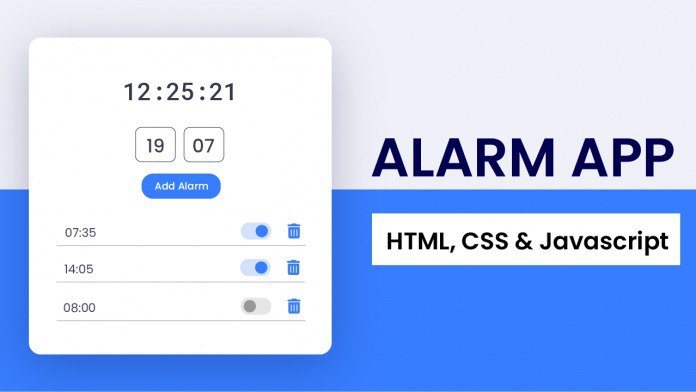 12:25:21
19 07
Add Alarm
07:35
14:05
08:00
ALARM APP
HTML, CSS & Javascript